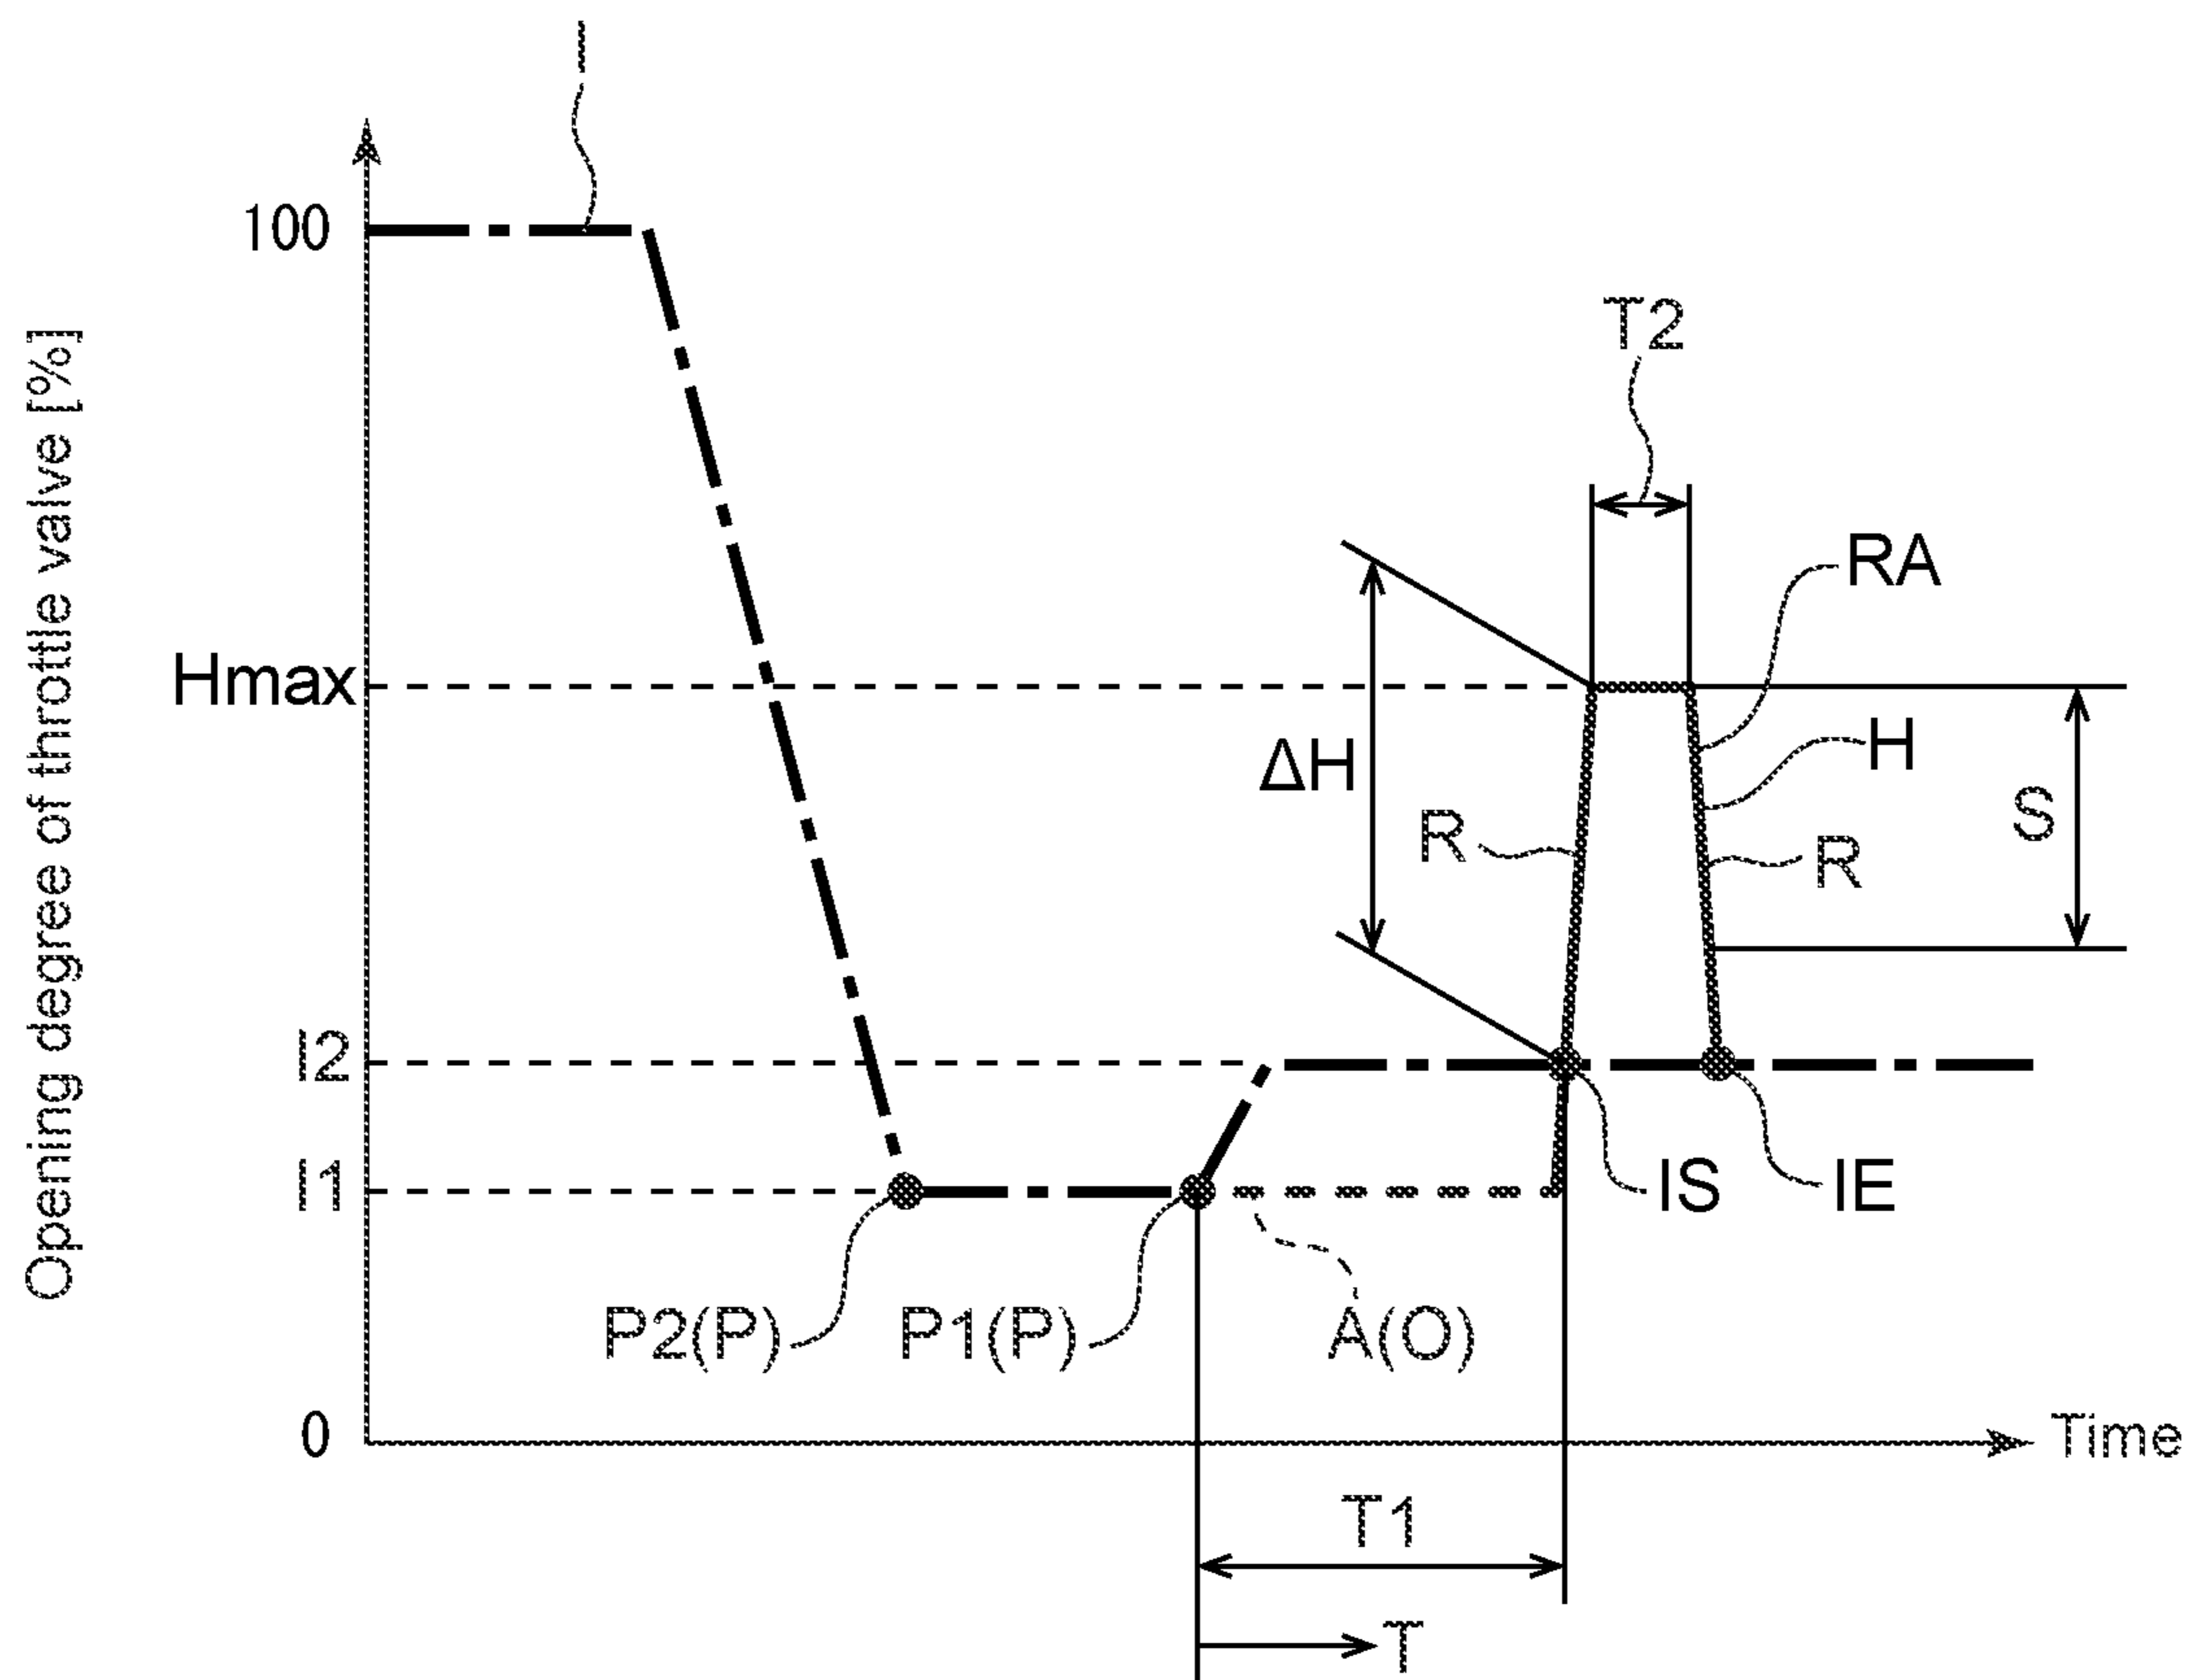 I
100
T2
Opening degree of throttle valve [%]
RA
Hmax
H
ΔH
S
R
R
I2
I1
IS
IE
P2(P)
P1(P)
A(O)
0
Time
T1
T